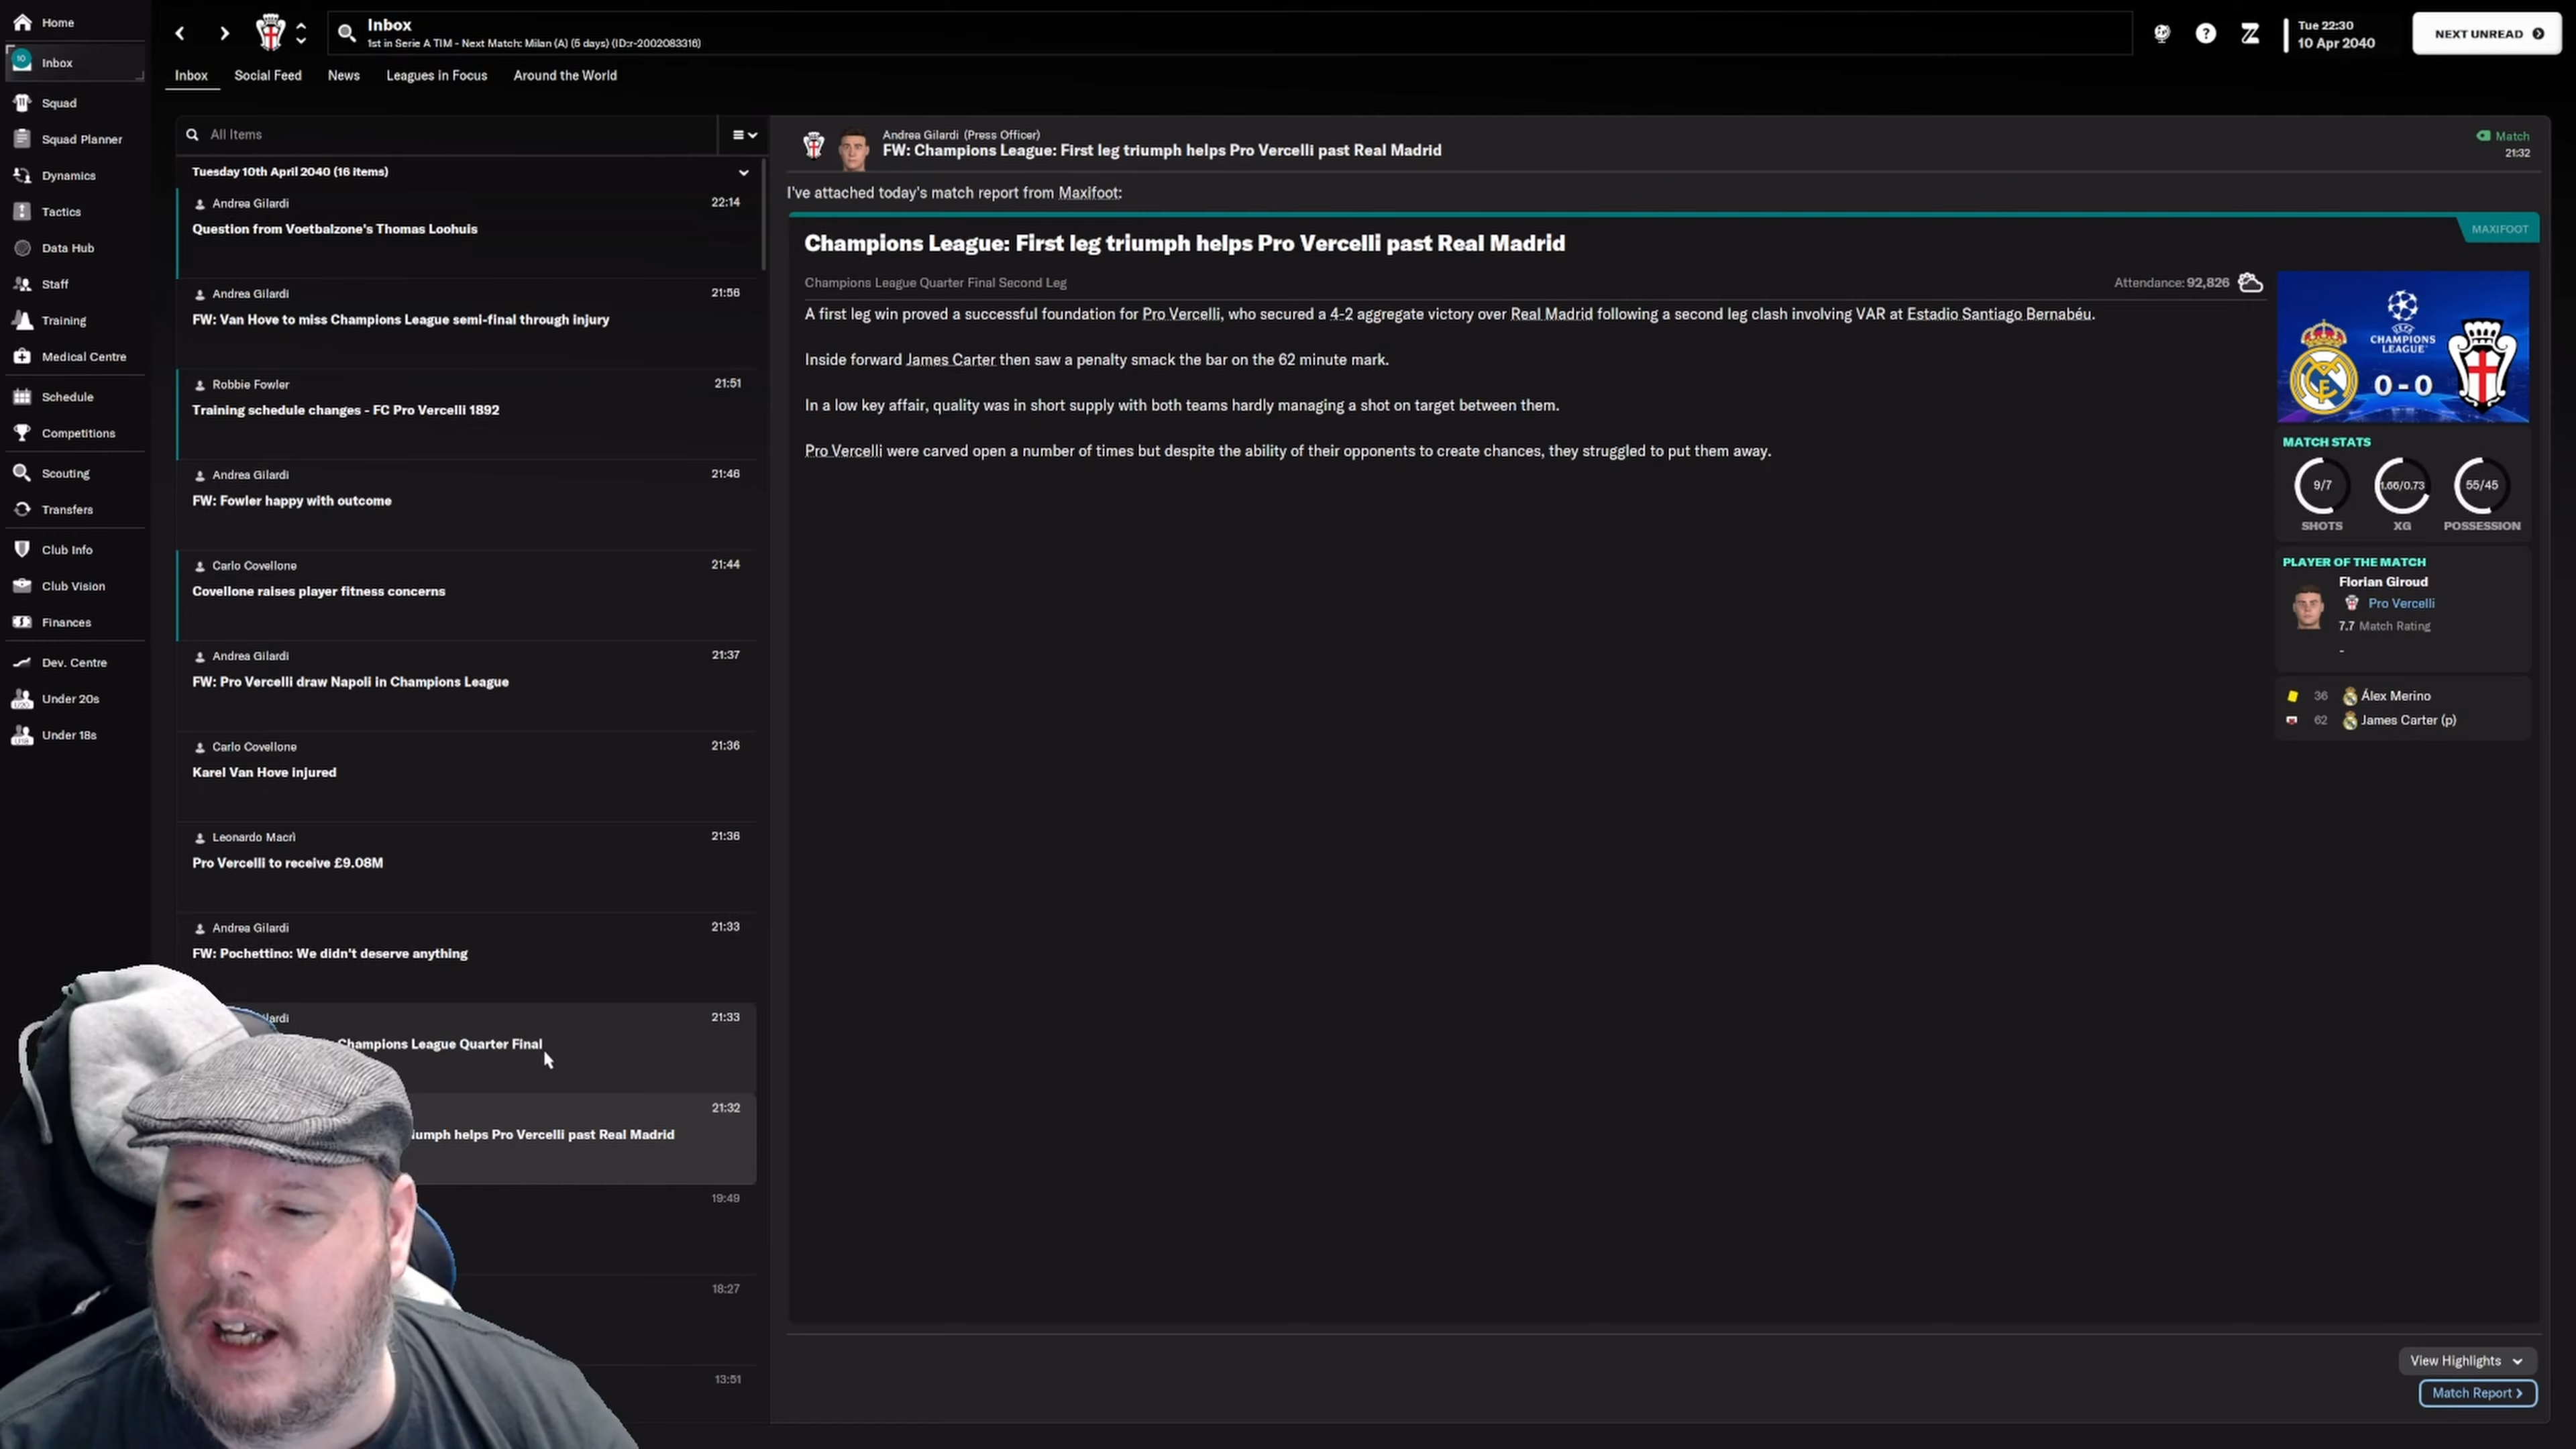 Home
10
Inbox
Squad
Squad Planner
Dynamics
Tactics
Data Hub
Staff
Training
Medical Centre
Schedule
Competitions
Scouting
Transfers
Club Info
Club Vision
Finances
Dev. Centre
Under 20s
Under 18s
Inbox
1st in Serie A TIM - Next Match: Milan (A) (5 days) (ID:r-2002083316)
Tue 22:30
10 Apr 2040
NEXT UNREAD
Inbox Social Feed News Leagues in Focus Around the World
All Items
Tuesday 10th April 2040 (16 items)
Andrea Gilardi 22:14
Question from Voetbalzone's Thomas Loohuis
Andrea Gilardi 21:56
FW: Van Hove to miss Champions League semi-final through injury
Robbie Fowler 21:51
Training schedule changes - FC Pro Vercelli 1892
Andrea Gilardi 21:46
FW: Fowler happy with outcome
Carlo Covellone 21:44
Covellone raises player fitness concerns
Andrea Gilardi 21:37
FW: Pro Vercelli draw Napoli in Champions League
Carlo Covellone 21:36
Karel Van Hove injured
Leonardo Macrì 21:36
Pro Vercelli to receive £9.08M
Andrea Gilardi 21:33
FW: Pochettino: We didn't deserve anything
21:33
Champions League Quarter Final
21:32
helps Pro Vercelli past Real Madrid
19:49
18:27
13:51
Andrea Gilardi (Press Officer)
FW: Champions League: First leg triumph helps Pro Vercelli past Real Madrid
Match
21:32
I've attached today's match report from Maxifoot:
MAXIFOOT
Champions League: First leg triumph helps Pro Vercelli past Real Madrid
Champions League Quarter Final Second Leg
Attendance: 92,826
A first leg win proved a successful foundation for Pro Vercelli, who secured a 4-2 aggregate victory over Real Madrid following a second leg clash involving VAR at Estadio Santiago Bernabéu.
Inside forward James Carter then saw a penalty smack the bar on the 62 minute mark.
In a low key affair, quality was in short supply with both teams hardly managing a shot on target between them.
Pro Vercelli were carved open a number of times but despite the ability of their opponents to create chances, they struggled to put them away.
UEFA
CHAMPIONS
LEAGUE
0 - 0
MATCH STATS
9/7 1.66/0.73 55/45
SHOTS XG POSSESSION
PLAYER OF THE MATCH
Florian Giroud
Pro Vercelli
7.7 Match Rating
-
36 Álex Merino
62 James Carter (p)
View Highlights
Match Report